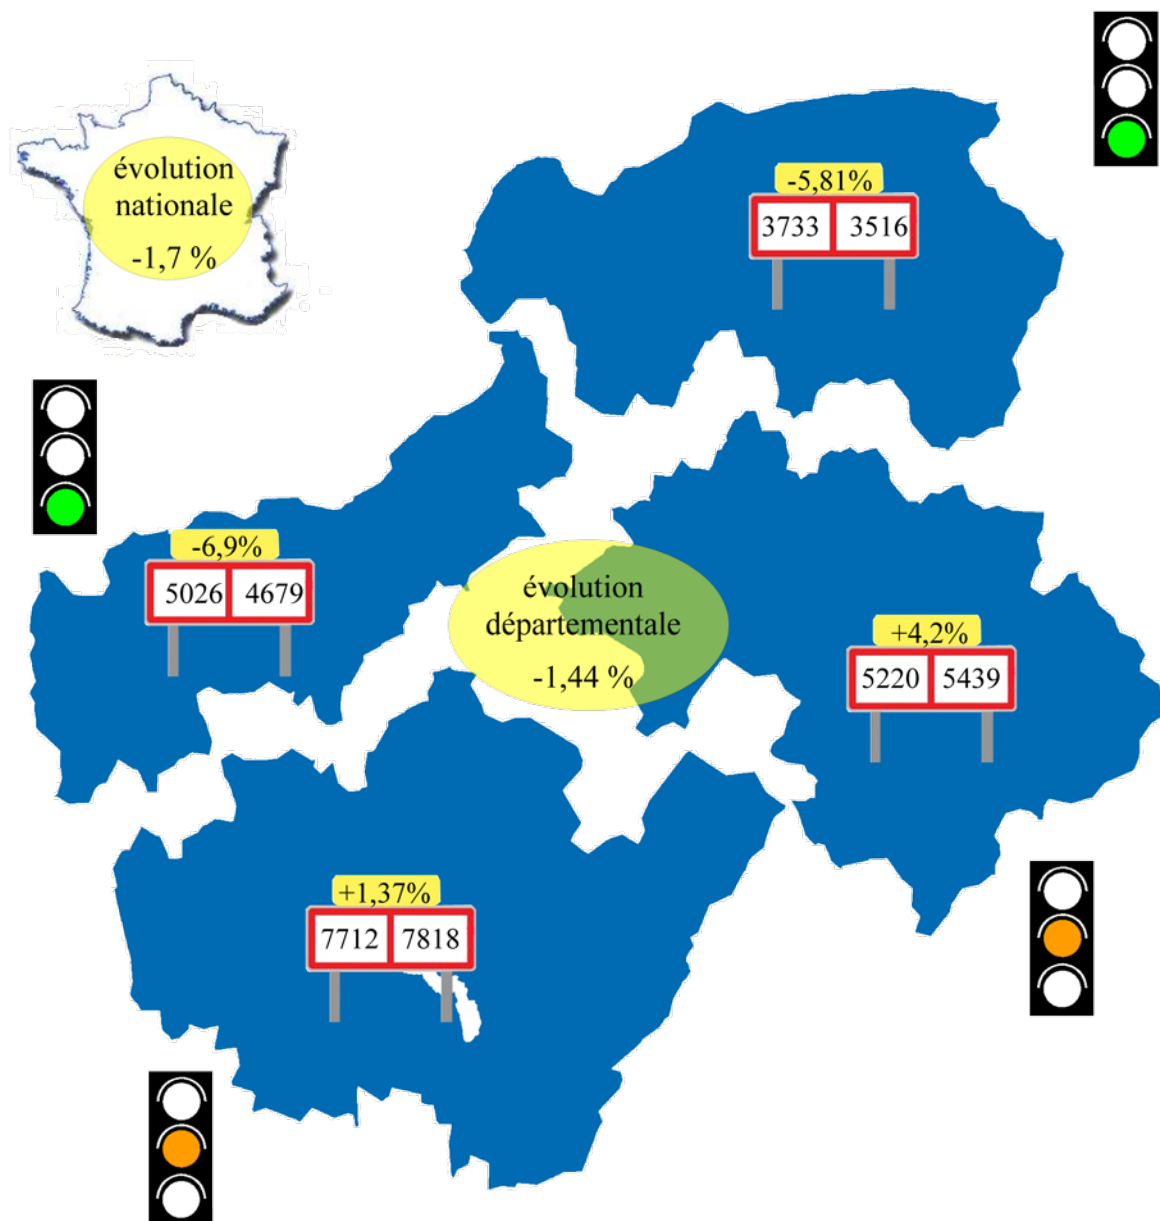 évolution
nationale
-1,7 %
-5,81%
3733 3516
-6,9%
5026 4679
évolution
départementale
-1,44 %
+4,2%
5220 5439
+1,37%
7712 7818